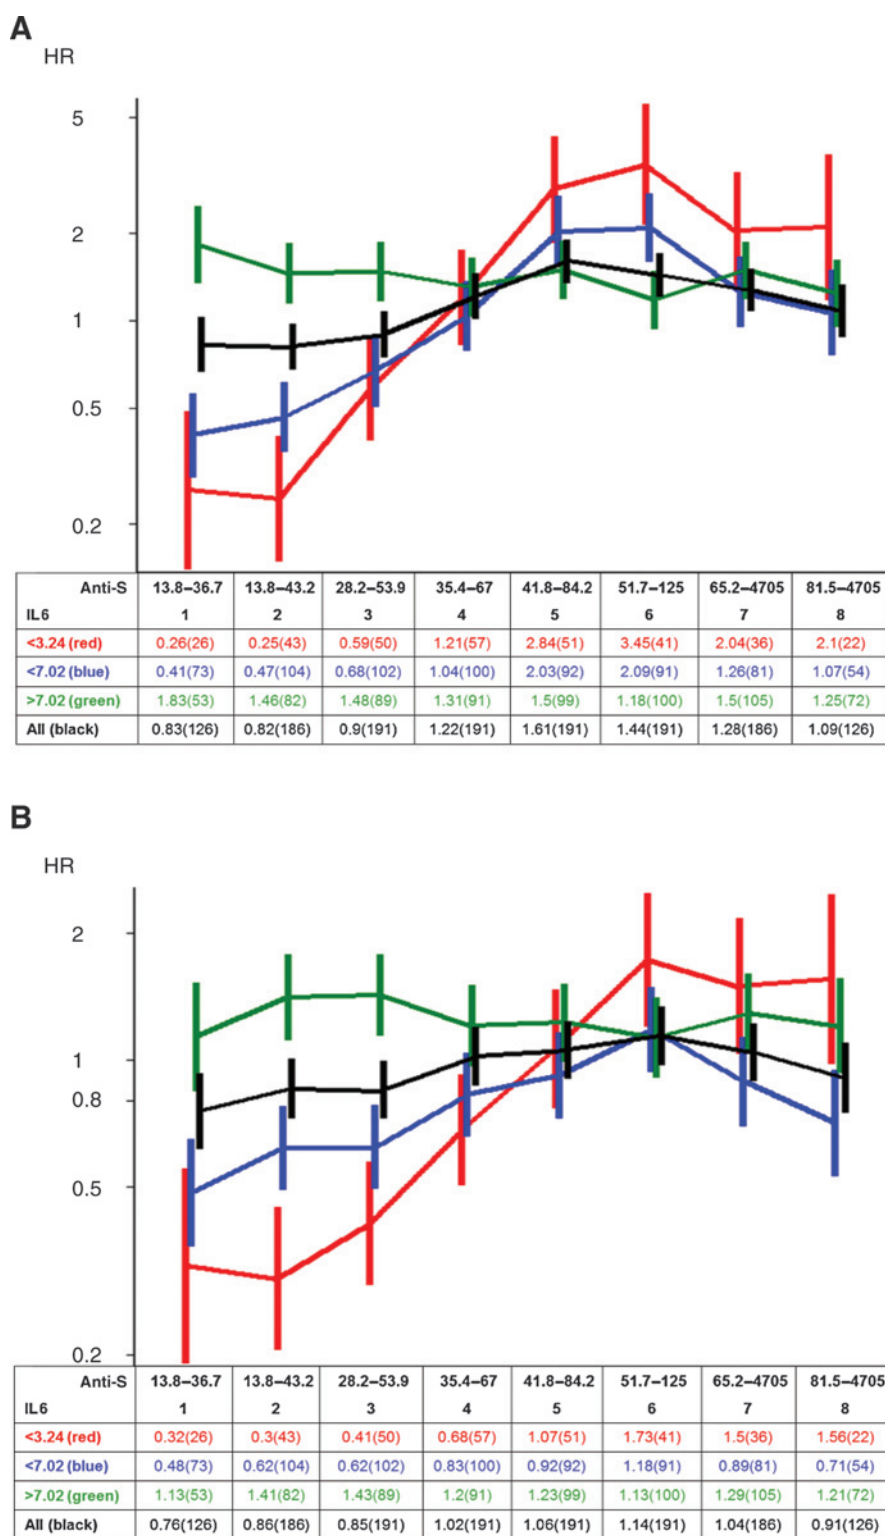 A
HR
5
2
1
0.5
0.2
Anti-S 13.8–36.7 13.8–43.2 28.2–53.9 35.4–67 41.8–84.2 51.7–125 65.2–4705 81.5–4705
IL6 1 2 3 4 5 6 7 8
<3.24 (red) 0.26(26) 0.25(43) 0.59(50) 1.21(57) 2.84(51) 3.45(41) 2.04(36) 2.1(22)
<7.02 (blue) 0.41(73) 0.47(104) 0.68(102) 1.04(100) 2.03(92) 2.09(91) 1.26(81) 1.07(54)
>7.02 (green) 1.83(53) 1.46(82) 1.48(89) 1.31(91) 1.5(99) 1.18(100) 1.5(105) 1.25(72)
All (black) 0.83(126) 0.82(186) 0.9(191) 1.22(191) 1.61(191) 1.44(191) 1.28(186) 1.09(126)
B
HR
2
1
0.8
0.5
0.2
Anti-S 13.8–36.7 13.8–43.2 28.2–53.9 35.4–67 41.8–84.2 51.7–125 65.2–4705 81.5–4705
IL6 1 2 3 4 5 6 7 8
<3.24 (red) 0.32(26) 0.3(43) 0.41(50) 0.68(57) 1.07(51) 1.73(41) 1.5(36) 1.56(22)
<7.02 (blue) 0.48(73) 0.62(104) 0.62(102) 0.83(100) 0.92(92) 1.18(91) 0.89(81) 0.71(54)
>7.02 (green) 1.13(53) 1.41(82) 1.43(89) 1.2(91) 1.23(99) 1.13(100) 1.29(105) 1.21(72)
All (black) 0.76(126) 0.86(186) 0.85(191) 1.02(191) 1.06(191) 1.14(191) 1.04(186) 0.91(126)